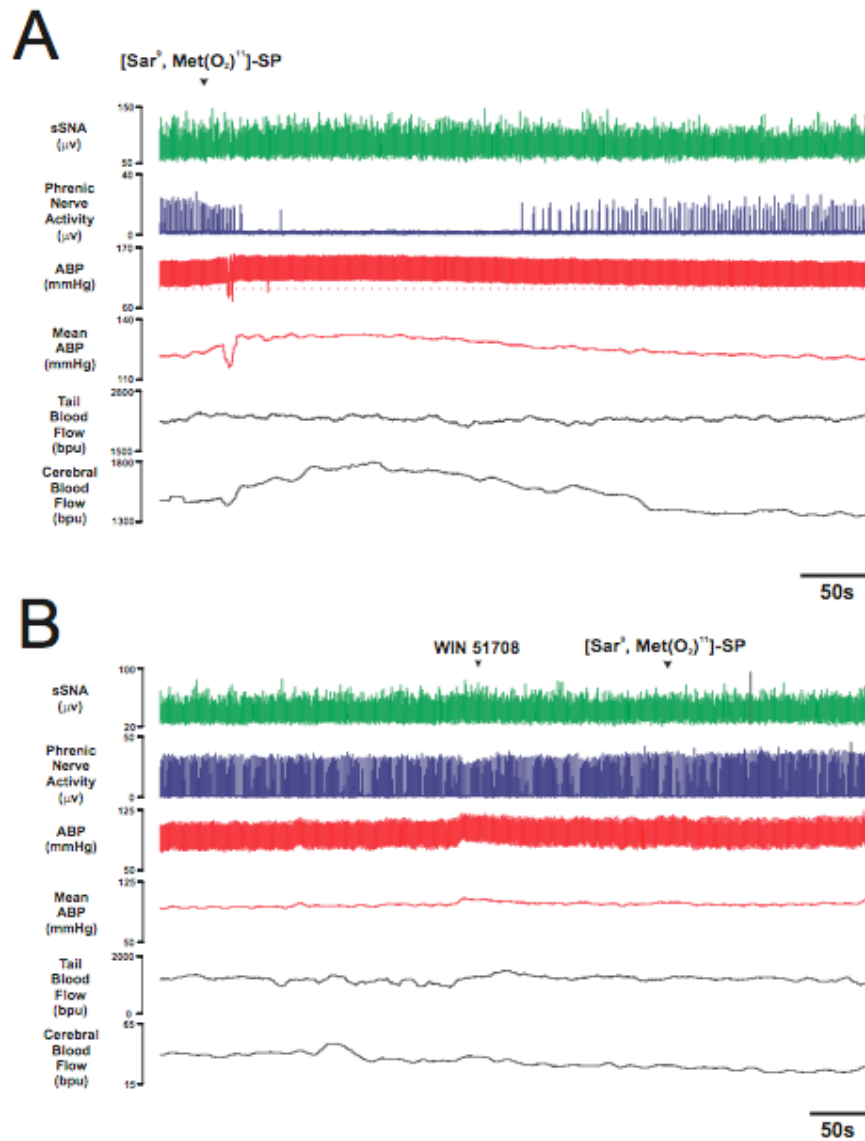 A
[Sar⁹, Met(O₂)¹¹]-SP
sSNA
(μv)
150
50
Phrenic
Nerve
Activity
(μv)
40
0
ABP
(mmHg)
170
60
Mean
ABP
(mmHg)
140
110
Tail
Blood
Flow
(bpu)
2800
1500
Cerebral
Blood
Flow
(bpu)
1800
1300
50s
B
WIN 51708
[Sar⁹, Met(O₂)¹¹]-SP
sSNA
(μv)
100
20
Phrenic
Nerve
Activity
(μv)
50
0
ABP
(mmHg)
125
50
Mean
ABP
(mmHg)
125
50
Tail
Blood
Flow
(bpu)
2000
0
Cerebral
Blood
Flow
(bpu)
65
15
50s